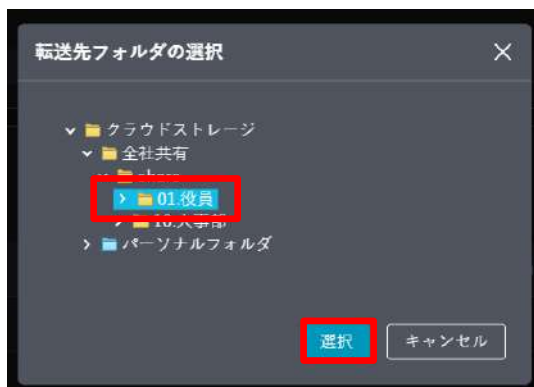 転送先フォルダの選択
クラウドストレージ
全社共有
01.役員
パーソナルフォルダ
選択 キャンセル